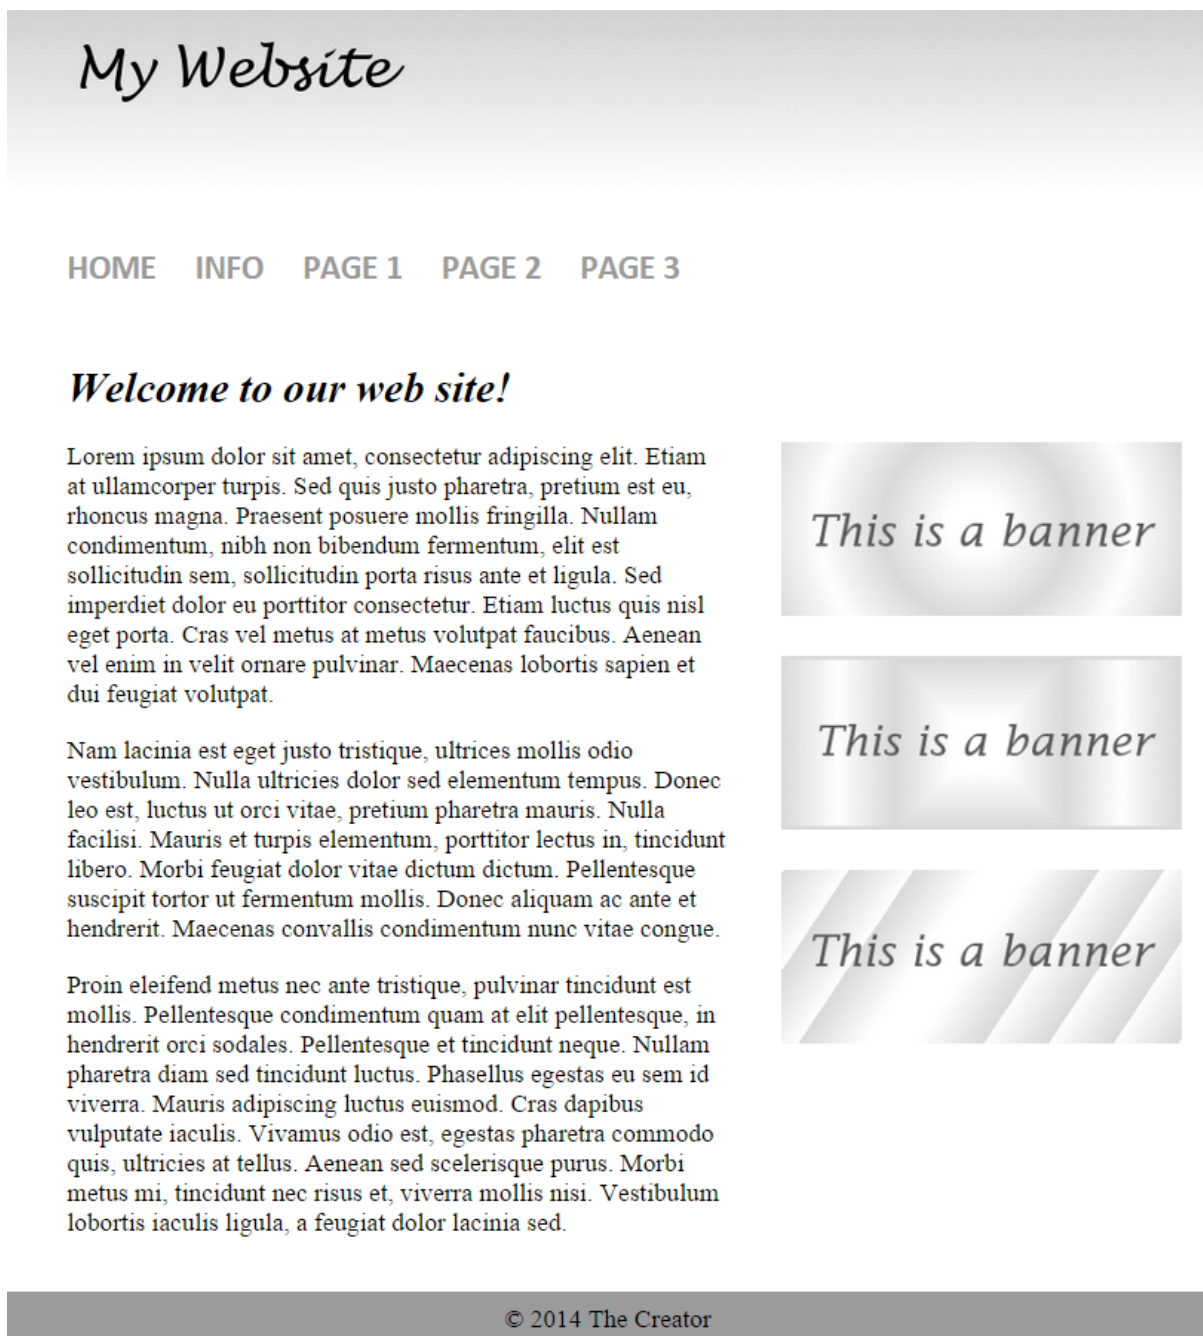 My Website
HOME INFO PAGE 1 PAGE 2 PAGE 3
Welcome to our web site!
Lorem ipsum dolor sit amet, consectetur adipiscing elit. Etiam
at ullamcorper turpis. Sed quis justo pharetra, pretium est eu,
rhoncus magna. Praesent posuere mollis fringilla. Nullam
condimentum, nibh non bibendum fermentum, elit est
sollicitudin sem, sollicitudin porta risus ante et ligula. Sed
imperdiet dolor eu porttitor consectetur. Etiam luctus quis nisl
eget porta. Cras vel metus at metus volutpat faucibus. Aenean
vel enim in velit ornare pulvinar. Maecenas lobortis sapien et
dui feugiat volutpat.
Nam lacinia est eget justo tristique, ultrices mollis odio
vestibulum. Nulla ultricies dolor sed elementum tempus. Donec
leo est, luctus ut orci vitae, pretium pharetra mauris. Nulla
facilisi. Mauris et turpis elementum, porttitor lectus in, tincidunt
libero. Morbi feugiat dolor vitae dictum dictum. Pellentesque
suscipit tortor ut fermentum mollis. Donec aliquam ac ante et
hendrerit. Maecenas convallis condimentum nunc vitae congue.
Proin eleifend metus nec ante tristique, pulvinar tincidunt est
mollis. Pellentesque condimentum quam at elit pellentesque, in
hendrerit orci sodales. Pellentesque et tincidunt neque. Nullam
pharetra diam sed tincidunt luctus. Phasellus egestas eu sem id
viverra. Mauris adipiscing luctus euismod. Cras dapibus
vulputate iaculis. Vivamus odio est, egestas pharetra commodo
quis, ultricies at tellus. Aenean sed scelerisque purus. Morbi
metus mi, tincidunt nec risus et, viverra mollis nisi. Vestibulum
lobortis iaculis ligula, a feugiat dolor lacinia sed.
This is a banner
This is a banner
This is a banner
© 2014 The Creator